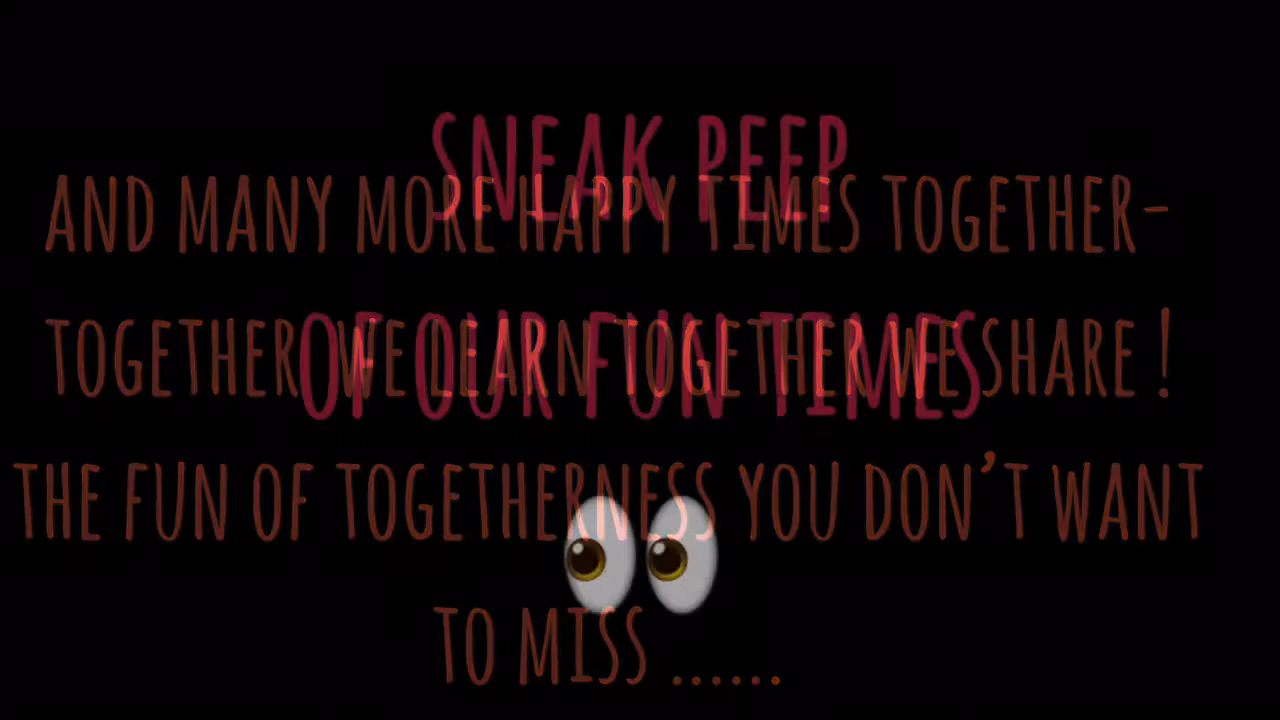 SNEAK PEEP
AND MANY MORE HAPPY TIMES TOGETHER-
OF OUR FUN TIMES
TOGETHER WE LEARN TOGETHER WE SHARE !
THE FUN OF TOGETHERNESS YOU DON’T WANT
TO MISS ......